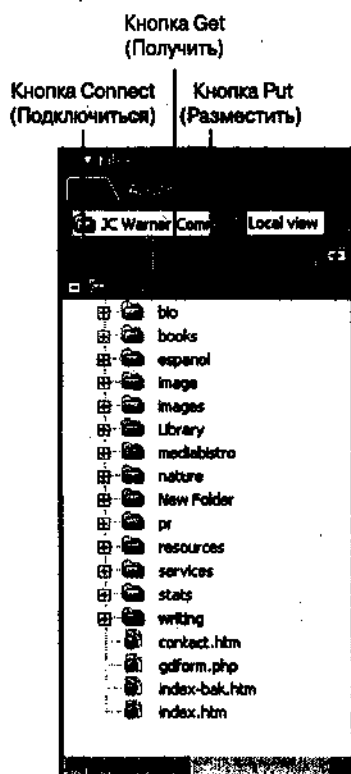 Кнопка Get
(Получить)
Кнопка Connect
(Подключиться)
Кнопка Put
(Разместить)
JC Warner Com
Local view
bio
books
espanol
image
images
Library
mediabistro
nature
New Folder
pr
resources
services
stats
writing
contact.htm
gdform.php
index-bak.htm
index.htm